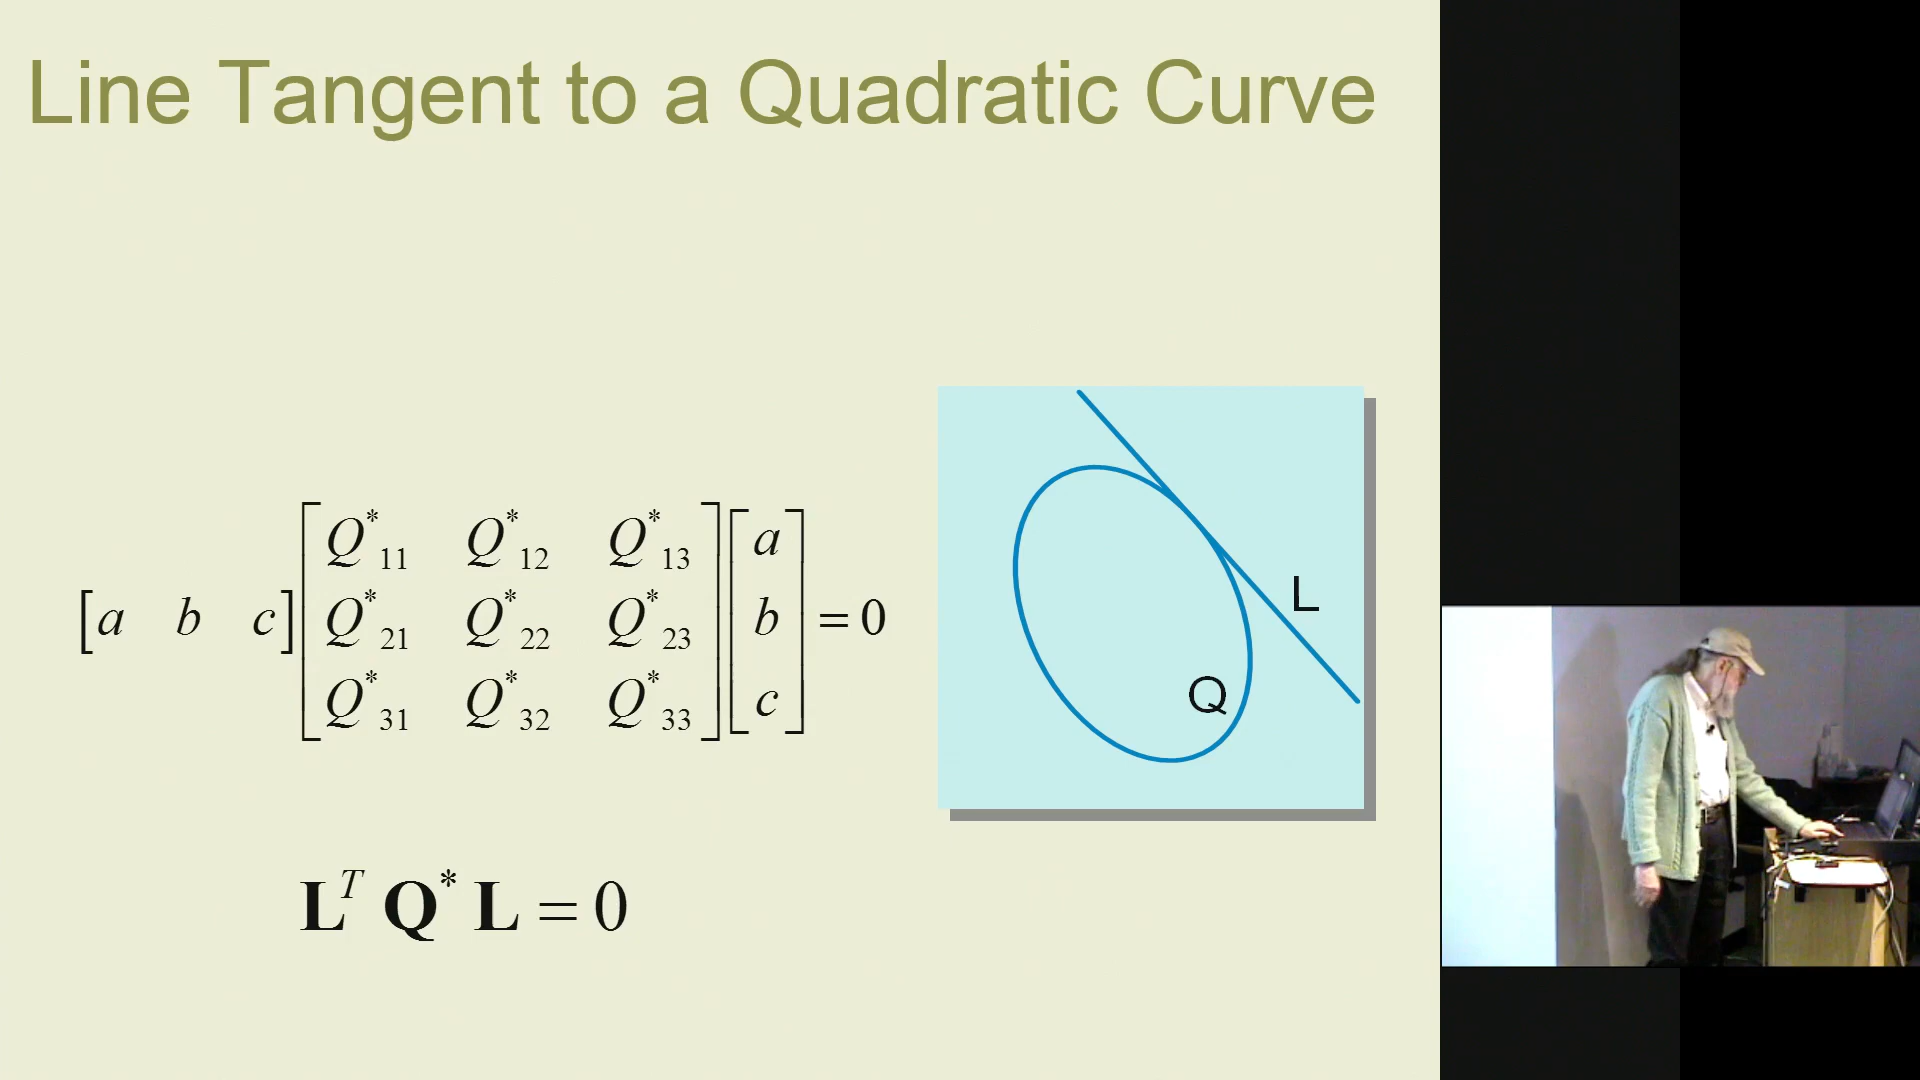 Line Tangent to a Quadratic Curve
[a b c] [Q*11 Q*12 Q*13] [a]
[Q*21 Q*22 Q*23] [b] = 0
[Q*31 Q*32 Q*33] [c]
L^T Q* L = 0
L
Q